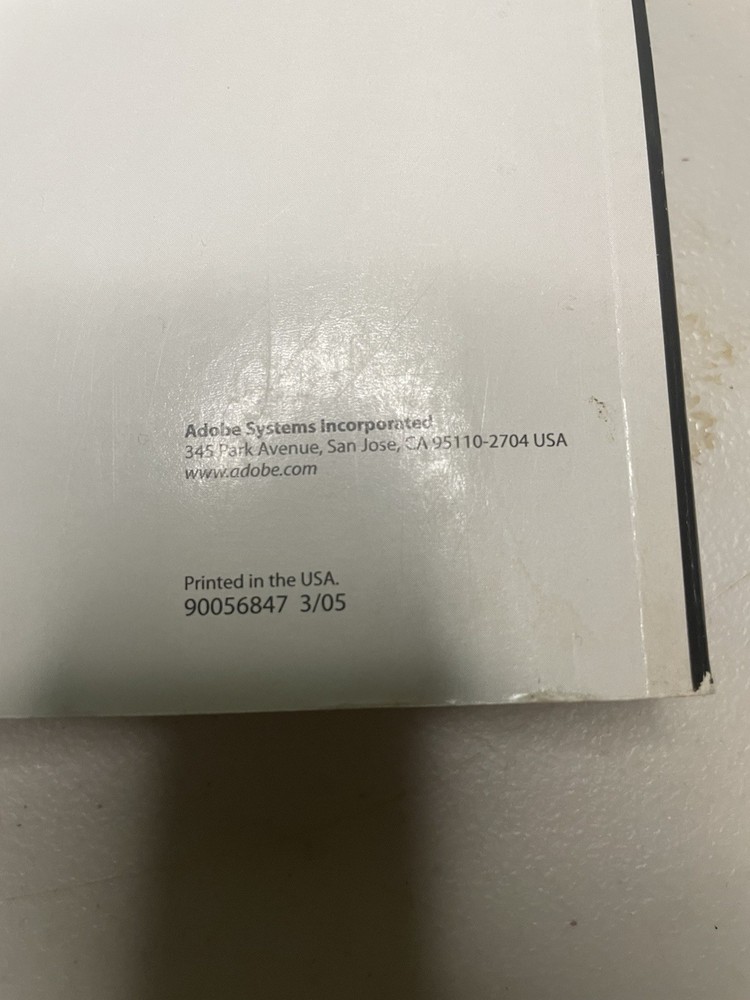 Adobe Systems Incorporated
345 Park Avenue, San Jose, CA 95110-2704 USA
www.adobe.com
Printed in the USA.
90056847 3/05